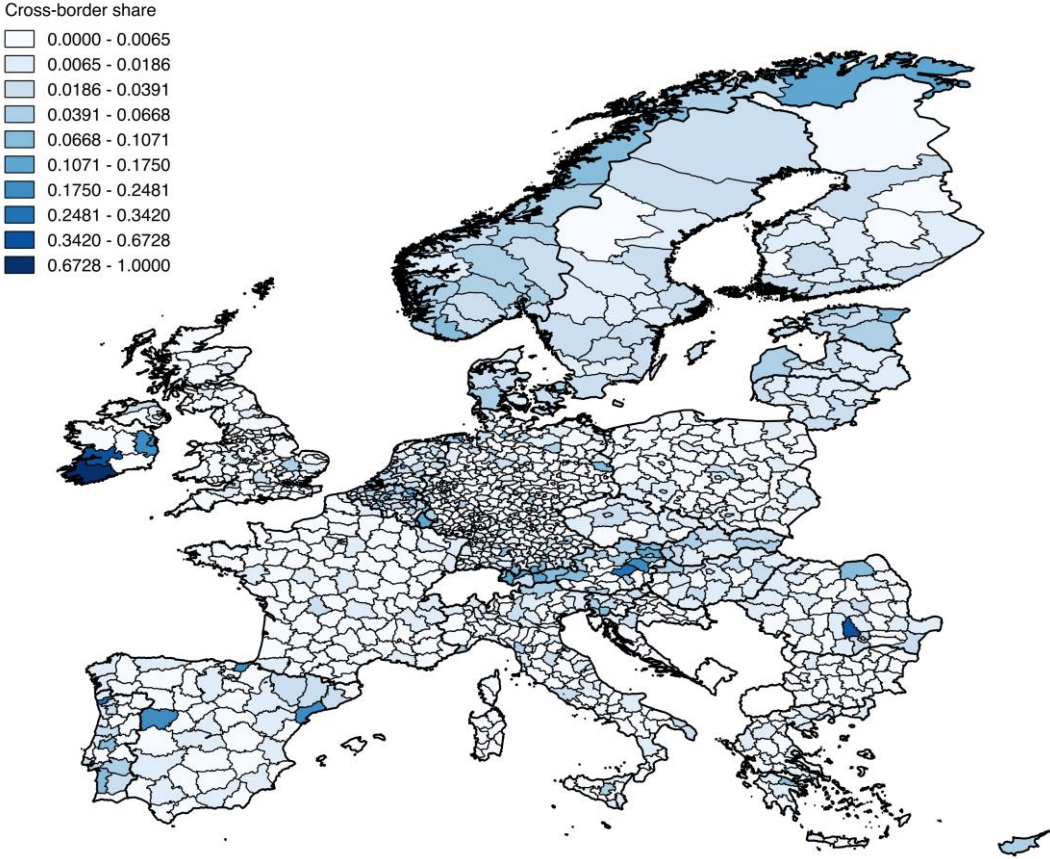 Cross-border share
0.0000 - 0.0065
0.0065 - 0.0186
0.0186 - 0.0391
0.0391 - 0.0668
0.0668 - 0.1071
0.1071 - 0.1750
0.1750 - 0.2481
0.2481 - 0.3420
0.3420 - 0.6728
0.6728 - 1.0000